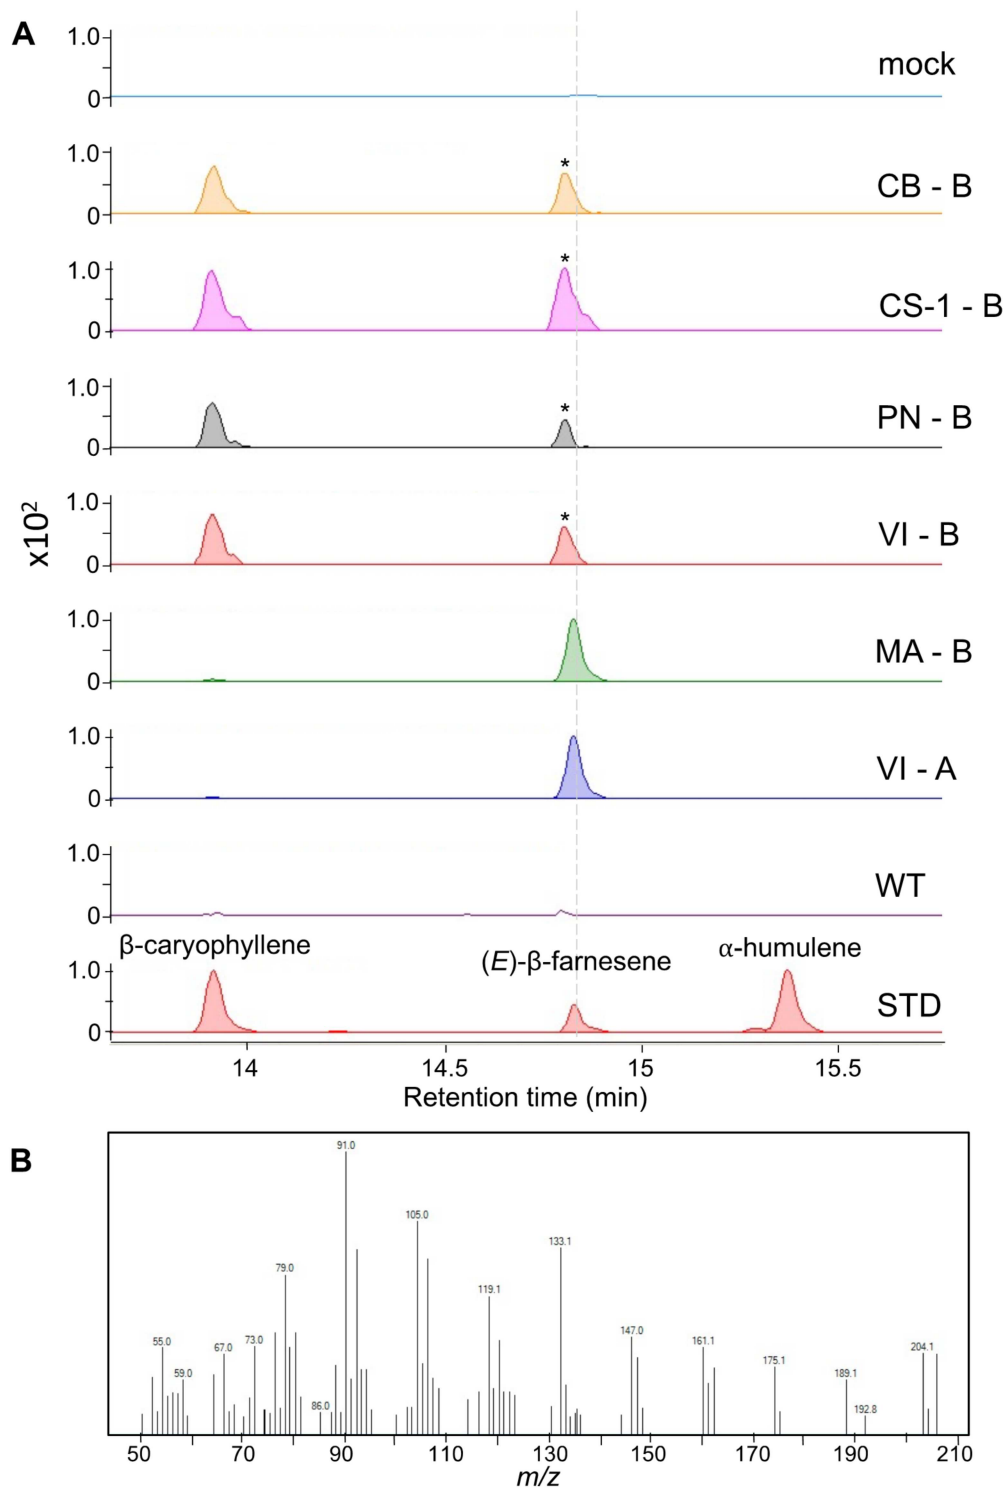 A
1.0
0
mock
1.0
0
*
CB - B
1.0
0
*
CS-1 - B
1.0
0
*
PN - B
x10²
1.0
0
*
VI - B
1.0
0
MA - B
1.0
0
VI - A
1.0
0
WT
β-caryophyllene
(E)-β-farnesene
α-humulene
1.0
0
STD
14 14.5 15 15.5
Retention time (min)
B
91.0
105.0
133.1
79.0
119.1
147.0
55.0 67.0 73.0 161.1 204.1
175.1
59.0 189.1
86.0 192.8
50 70 90 110 130 150 170 190 210
m/z